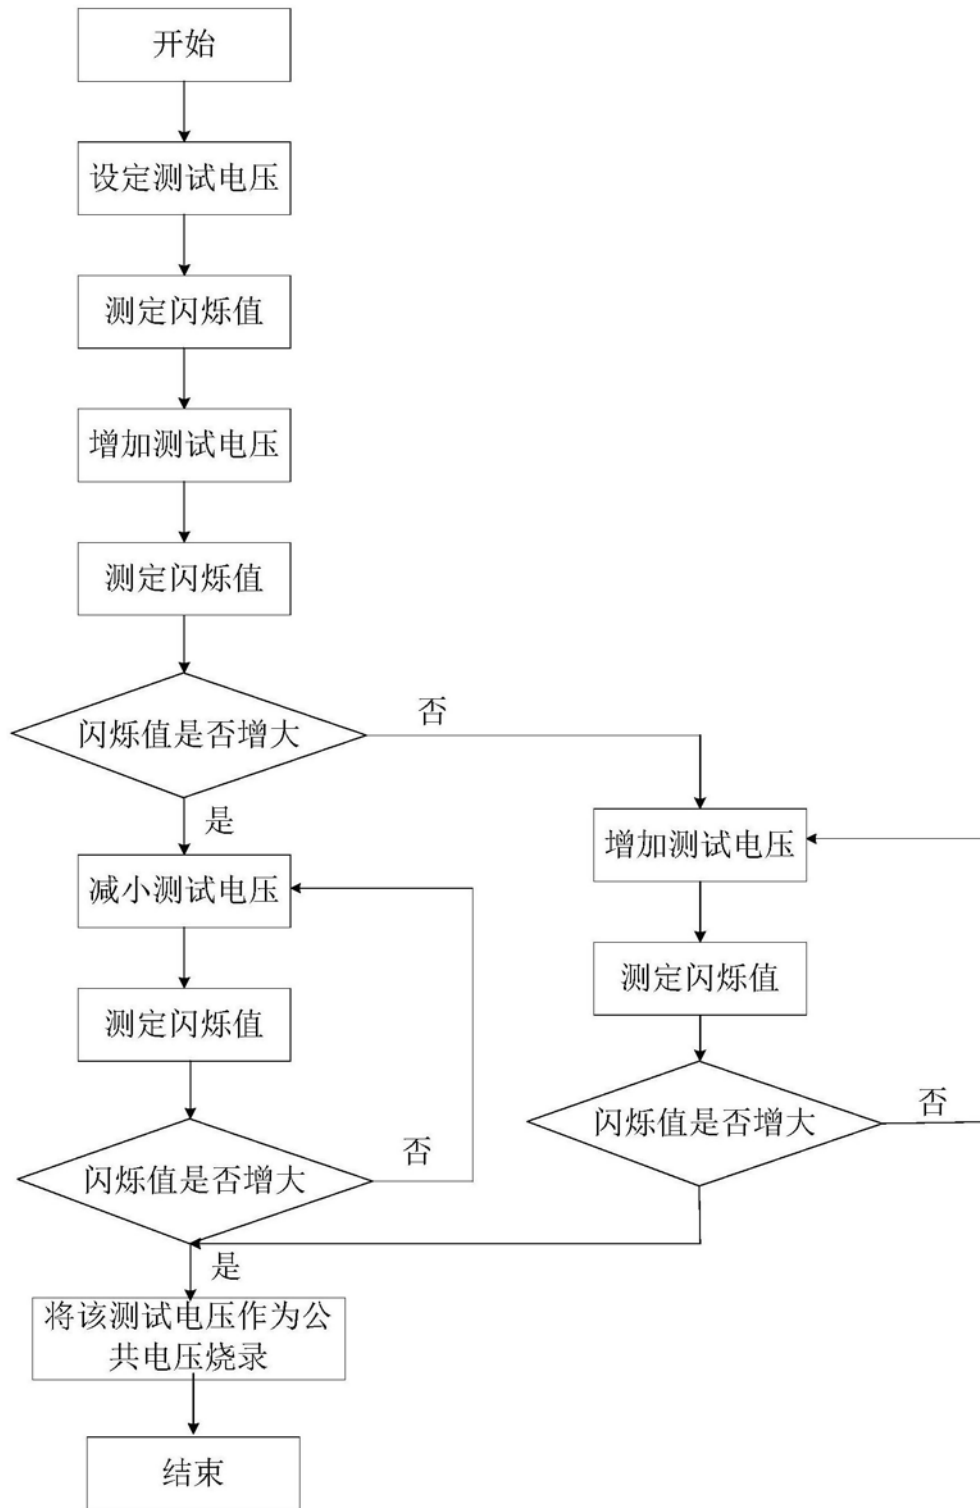 开始
设定测试电压
测定闪烁值
增加测试电压
测定闪烁值
闪烁值是否增大
否
是
减小测试电压
测定闪烁值
闪烁值是否增大
否
增加测试电压
测定闪烁值
闪烁值是否增大
否
是
将该测试电压作为公
共电压烧录
结束